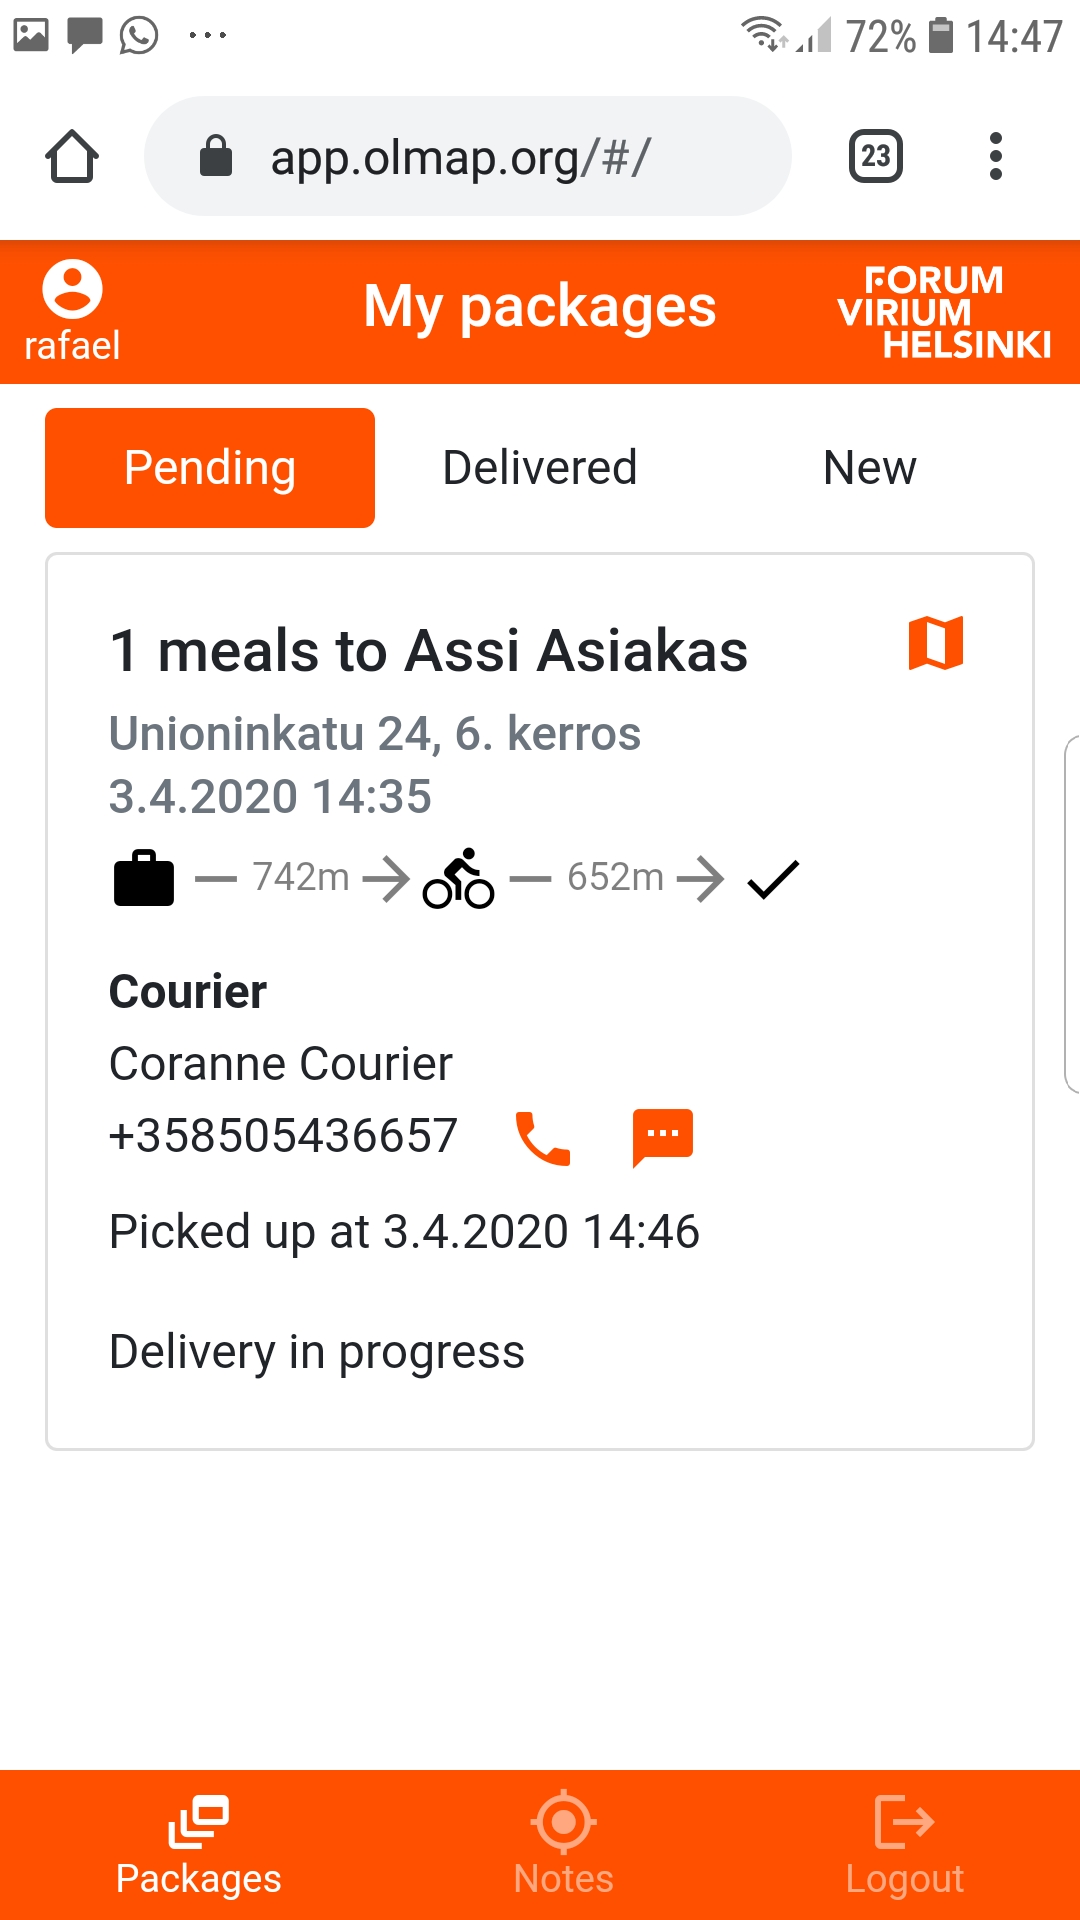 72% 14:47
app.olmap.org/#/
23
rafael
My packages
FORUM
VIRIUM
HELSINKI
Pending Delivered New
1 meals to Assi Asiakas
Unioninkatu 24, 6. kerros
3.4.2020 14:35
742m 652m
Courier
Coranne Courier
+358505436657
Picked up at 3.4.2020 14:46
Delivery in progress
Packages Notes Logout